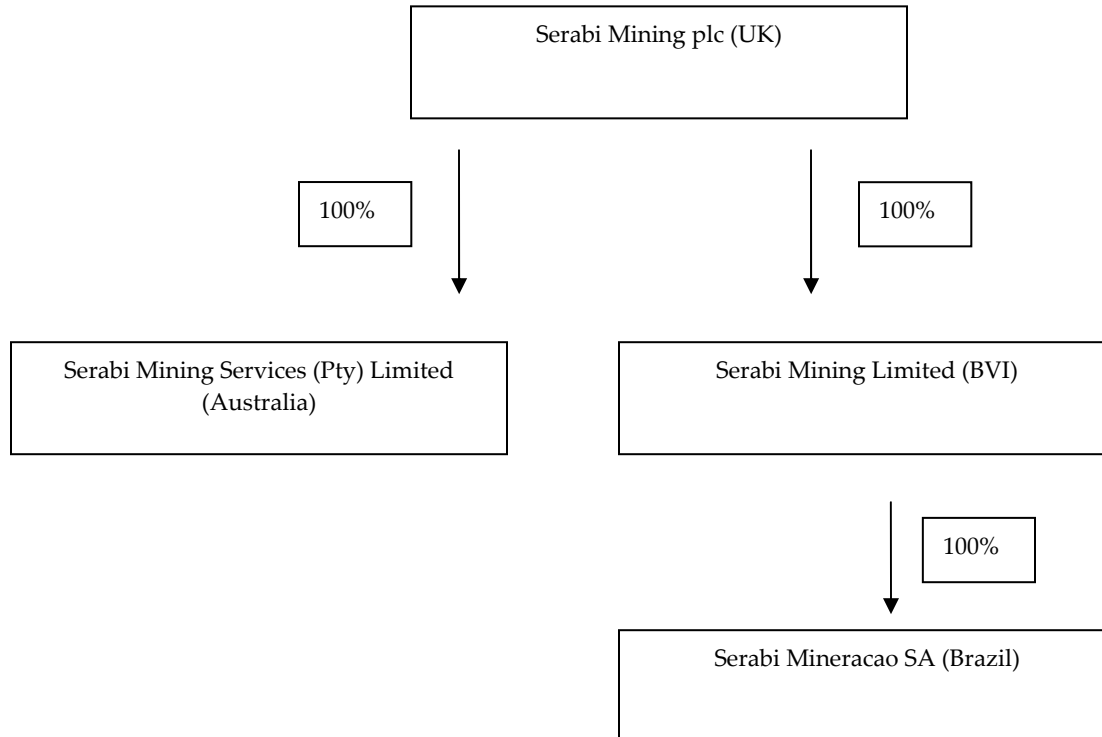 Serabi Mining plc (UK)
100%
100%
Serabi Mining Services (Pty) Limited
(Australia)
Serabi Mining Limited (BVI)
100%
Serabi Mineracao SA (Brazil)